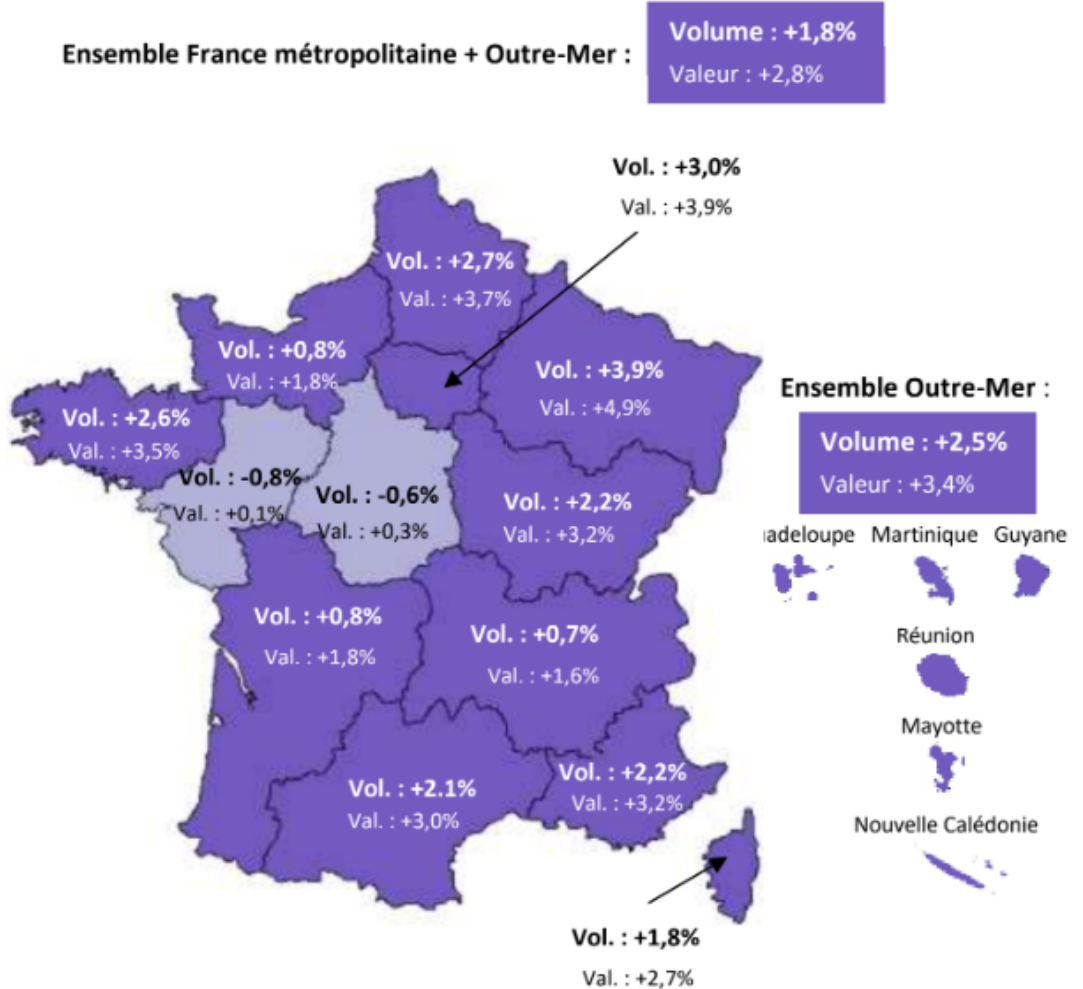 Ensemble France métropolitaine + Outre-Mer :
Volume : +1,8%
Valeur : +2,8%
Vol. : +3,0%
Val. : +3,9%
Vol. : +2,7%
Val. : +3,7%
Vol. : +0,8%
Val. : +1,8%
Vol. : +3,9%
Val. : +4,9%
Vol. : +2,6%
Val. : +3,5%
Vol. : -0,8%
Val. : +0,1%
Vol. : -0,6%
Val. : +0,3%
Vol. : +2,2%
Val. : +3,2%
Vol. : +0,8%
Val. : +1,8%
Vol. : +0,7%
Val. : +1,6%
Vol. : +2.1%
Val. : +3,0%
Vol. : +2,2%
Val. : +3,2%
Vol. : +1,8%
Val. : +2,7%
Ensemble Outre-Mer :
Volume : +2,5%
Valeur : +3,4%
adeloupe Martinique Guyane
Réunion
Mayotte
Nouvelle Calédonie